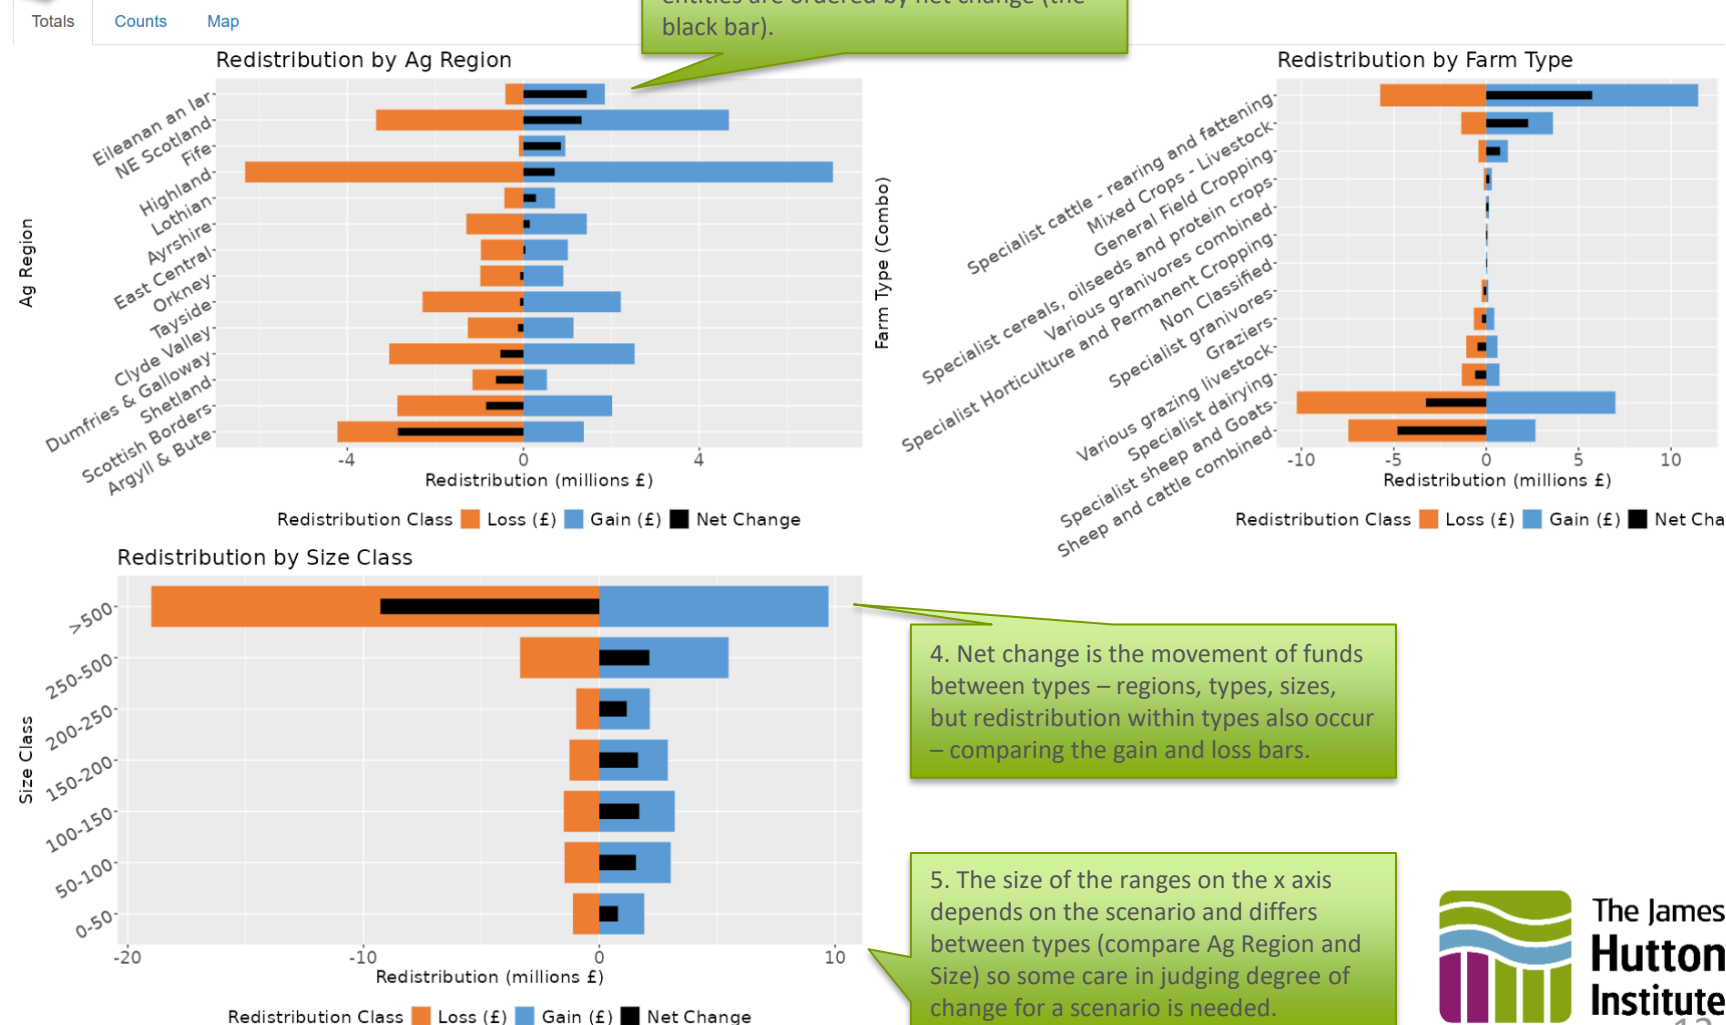 entities are ordered by net change (the
black bar).
Totals
Counts
Map
Redistribution by Ag Region
Ag Region
Eileanan an Iar
NE Scotland
Fife
Highland
Lothian
Ayrshire
East Central
Orkney
Tayside
Clyde Valley
Dumfries & Galloway
Shetland
Scottish Borders
Argyll & Bute
-4
0
4
Redistribution (millions £)
Redistribution Class Loss (£) Gain (£) Net Change
Redistribution by Farm Type
Farm Type (Combo)
Specialist cattle - rearing and fattening
Mixed Crops - Livestock
General Field Cropping
Specialist cereals, oilseeds and protein crops
Various granivores combined
Specialist Horticulture and Permanent Cropping
Non Classified
Specialist granivores
Graziers
Various grazing livestock
Specialist dairying
Specialist sheep and Goats
Sheep and cattle combined
-10
-5
0
5
10
Redistribution (millions £)
Redistribution Class Loss (£) Gain (£) Net Cha
Redistribution by Size Class
Size Class
>500
250-500
200-250
150-200
100-150
50-100
0-50
-20
-10
0
10
Redistribution (millions £)
Redistribution Class Loss (£) Gain (£) Net Change
4. Net change is the movement of funds
between types – regions, types, sizes,
but redistribution within types also occur
– comparing the gain and loss bars.
5. The size of the ranges on the x axis
depends on the scenario and differs
between types (compare Ag Region and
Size) so some care in judging degree of
change for a scenario is needed.
The James
Hutton
Institute